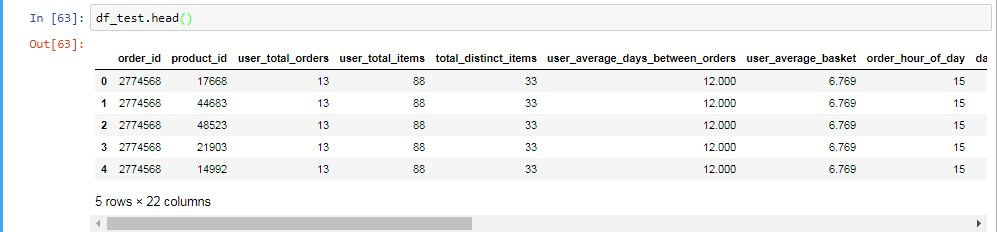 In [63]: df_test.head()
Out[63]:
order_id product_id user_total_orders user_total_items total_distinct_items user_average_days_between_orders user_average_basket order_hour_of_day da
0 2774568 17668 13 88 33 12.000 6.769 15
1 2774568 44683 13 88 33 12.000 6.769 15
2 2774568 48523 13 88 33 12.000 6.769 15
3 2774568 21903 13 88 33 12.000 6.769 15
4 2774568 14992 13 88 33 12.000 6.769 15
5 rows × 22 columns